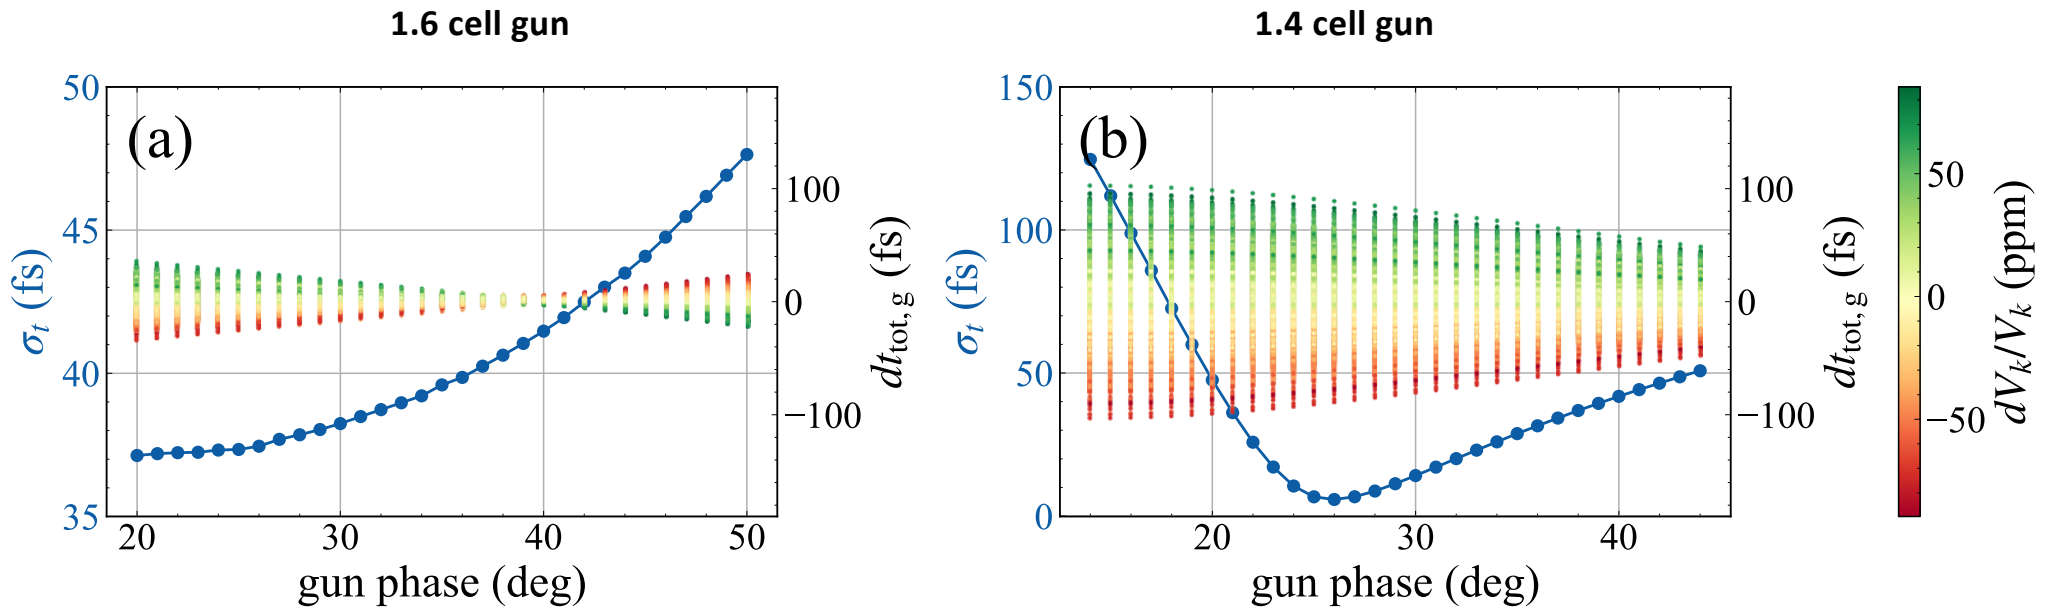 1.6 cell gun
1.4 cell gun
(a)
50
45
40
35
σt (fs)
20
30
40
50
gun phase (deg)
100
0
−100
dttot, g (fs)
(b)
150
100
50
0
σt (fs)
20
30
40
gun phase (deg)
100
0
−100
dttot, g (fs)
50
0
−50
dVk/Vk (ppm)